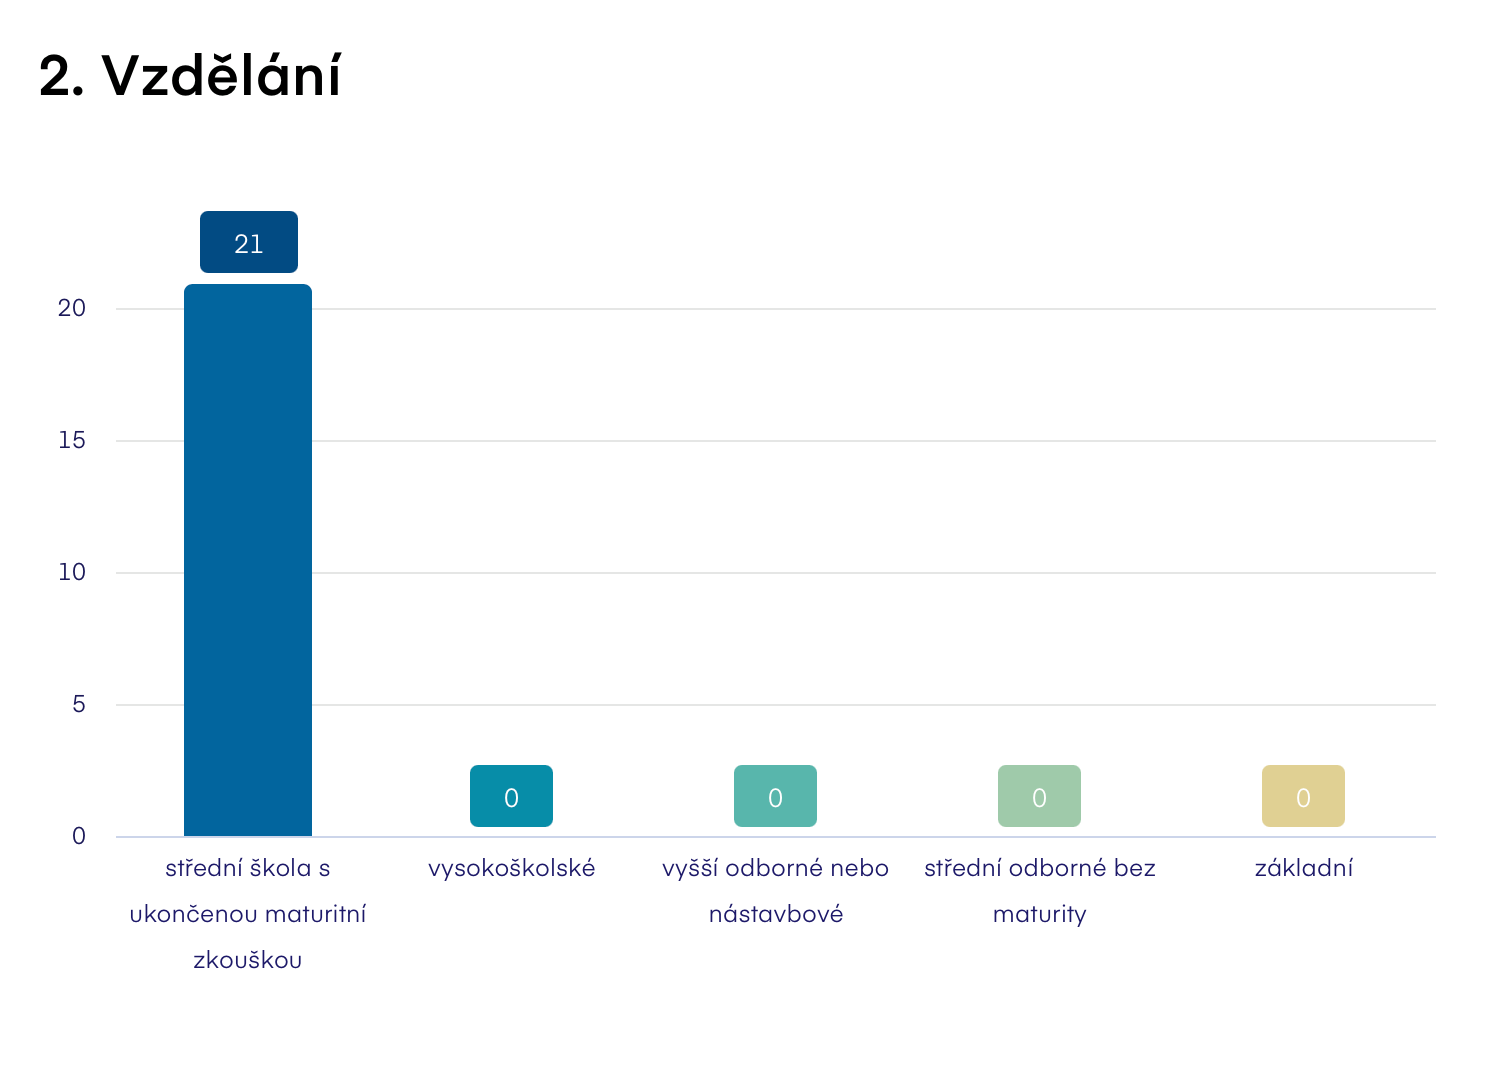 2. Vzdělání
21
20
15
10
5
0
0
0
0
0
střední škola s
ukončenou maturitní
zkouškou
vysokoškolské
vyšší odborné nebo
nástavbové
střední odborné bez
maturity
základní